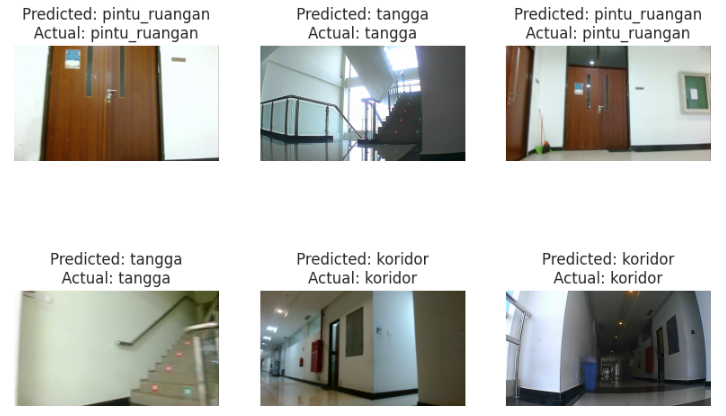 Predicted: pintu_ruangan
Actual: pintu_ruangan
Predicted: tangga
Actual: tangga
Predicted: pintu_ruangan
Actual: pintu_ruangan
Predicted: tangga
Actual: tangga
Predicted: koridor
Actual: koridor
Predicted: koridor
Actual: koridor